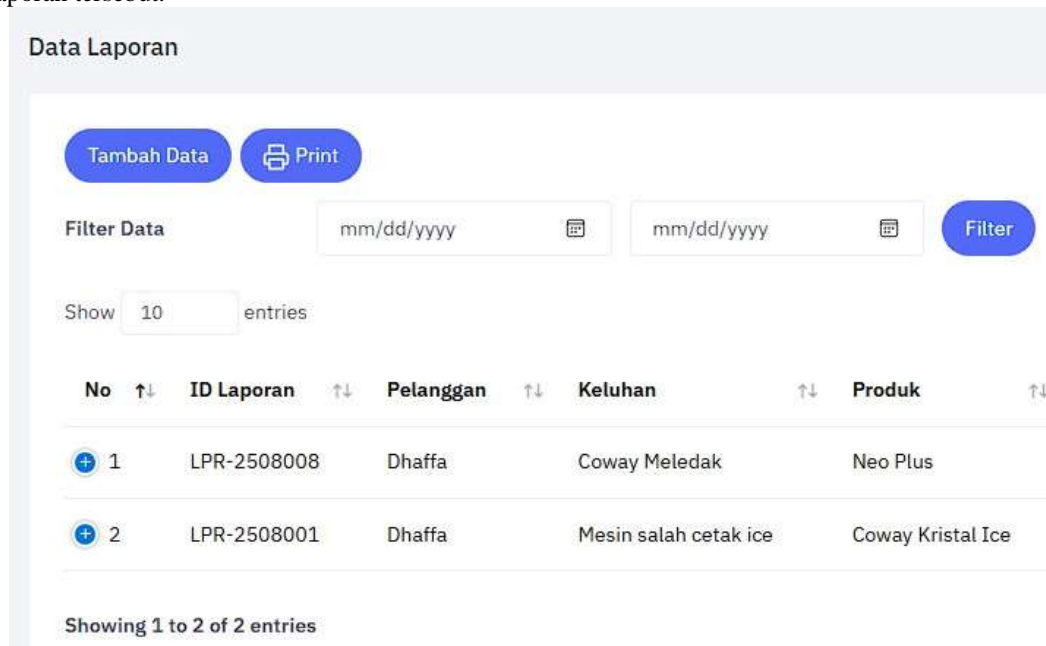 Data Laporan
Tambah Data Print
Filter Data mm/dd/yyyy mm/dd/yyyy Filter
Show 10 entries
No ID Laporan Pelanggan Keluhan Produk
1 LPR-2508008 Dhaffa Coway Meledak Neo Plus
2 LPR-2508001 Dhaffa Mesin salah cetak ice Coway Kristal Ice
Showing 1 to 2 of 2 entries